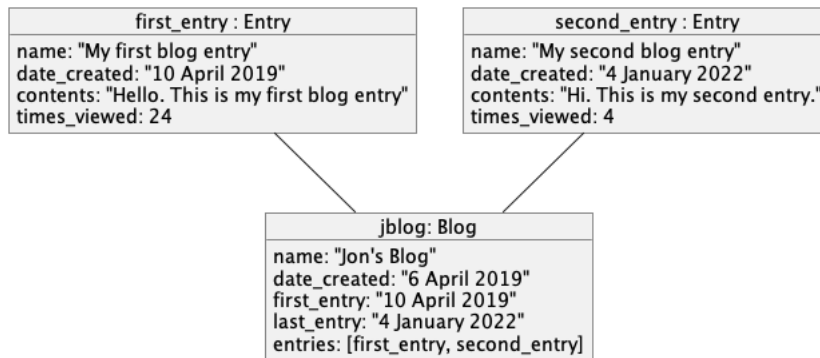 first_entry : Entry
name: "My first blog entry"
date_created: "10 April 2019"
contents: "Hello. This is my first blog entry"
times_viewed: 24
second_entry : Entry
name: "My second blog entry"
date_created: "4 January 2022"
contents: "Hi. This is my second entry."
times_viewed: 4
jblog: Blog
name: "Jon's Blog"
date_created: "6 April 2019"
first_entry: "10 April 2019"
last_entry: "4 January 2022"
entries: [first_entry, second_entry]